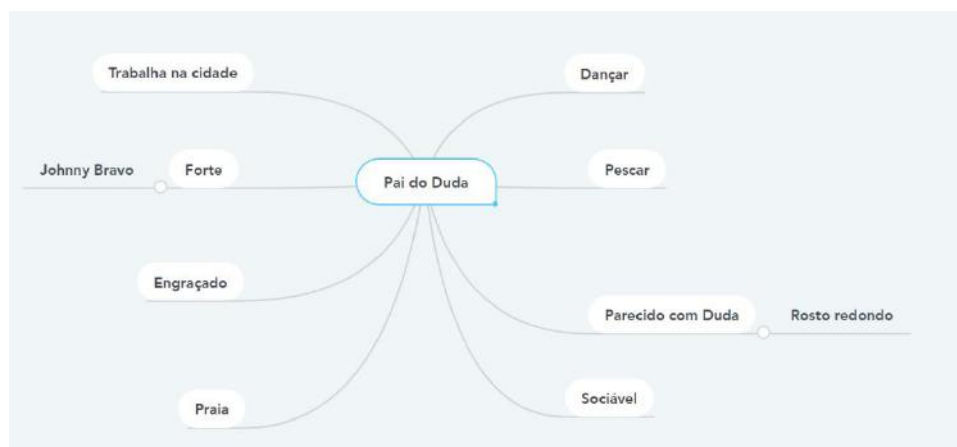 Trabalha na cidade
Dançar
Johnny Bravo
Forte
Pai do Duda
Pescar
Engraçado
Parecido com Duda
Rosto redondo
Praia
Sociável